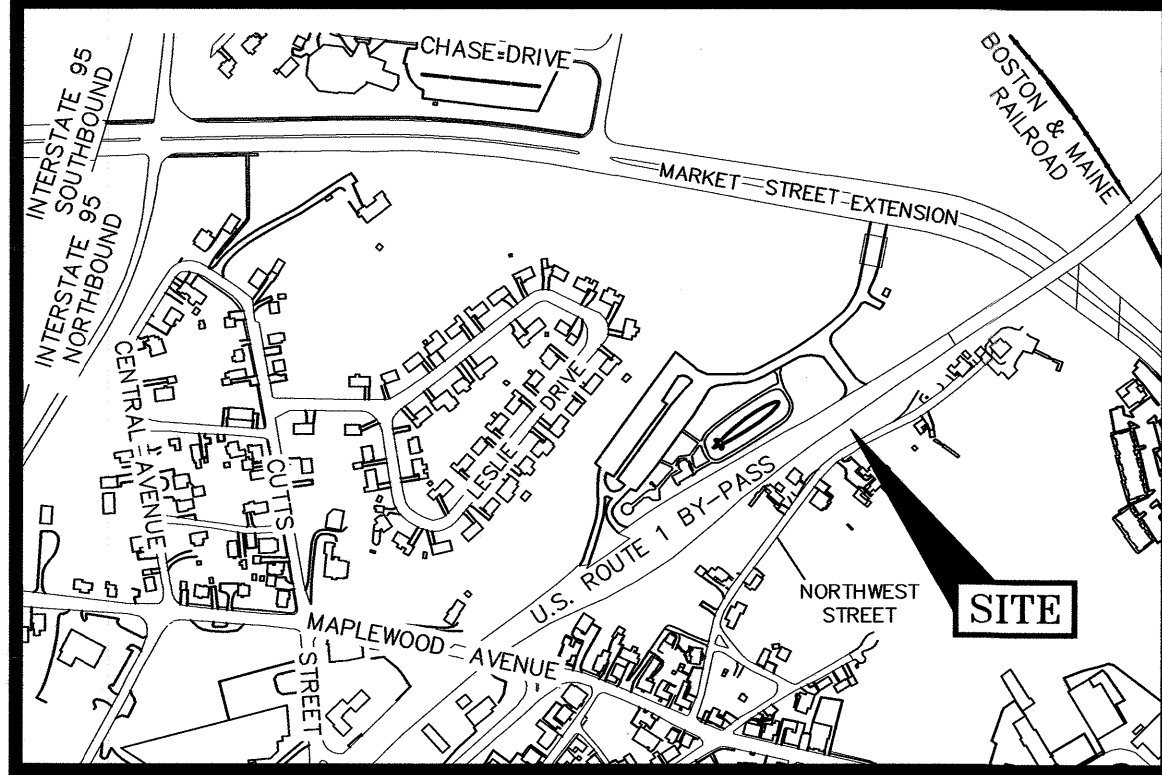 CHASE DRIVE
BOSTON & MAINE
RAILROAD
INTERSTATE 95
SOUTHBOUND
MARKET STREET EXTENSION
INTERSTATE 95
NORTHBOUND
CENTRAL AVENUE
LESLIE DRIVE
CUTTS STREET
U.S. ROUTE 1 BY-PASS
NORTHWEST
STREET
SITE
MAPLEWOOD AVENUE